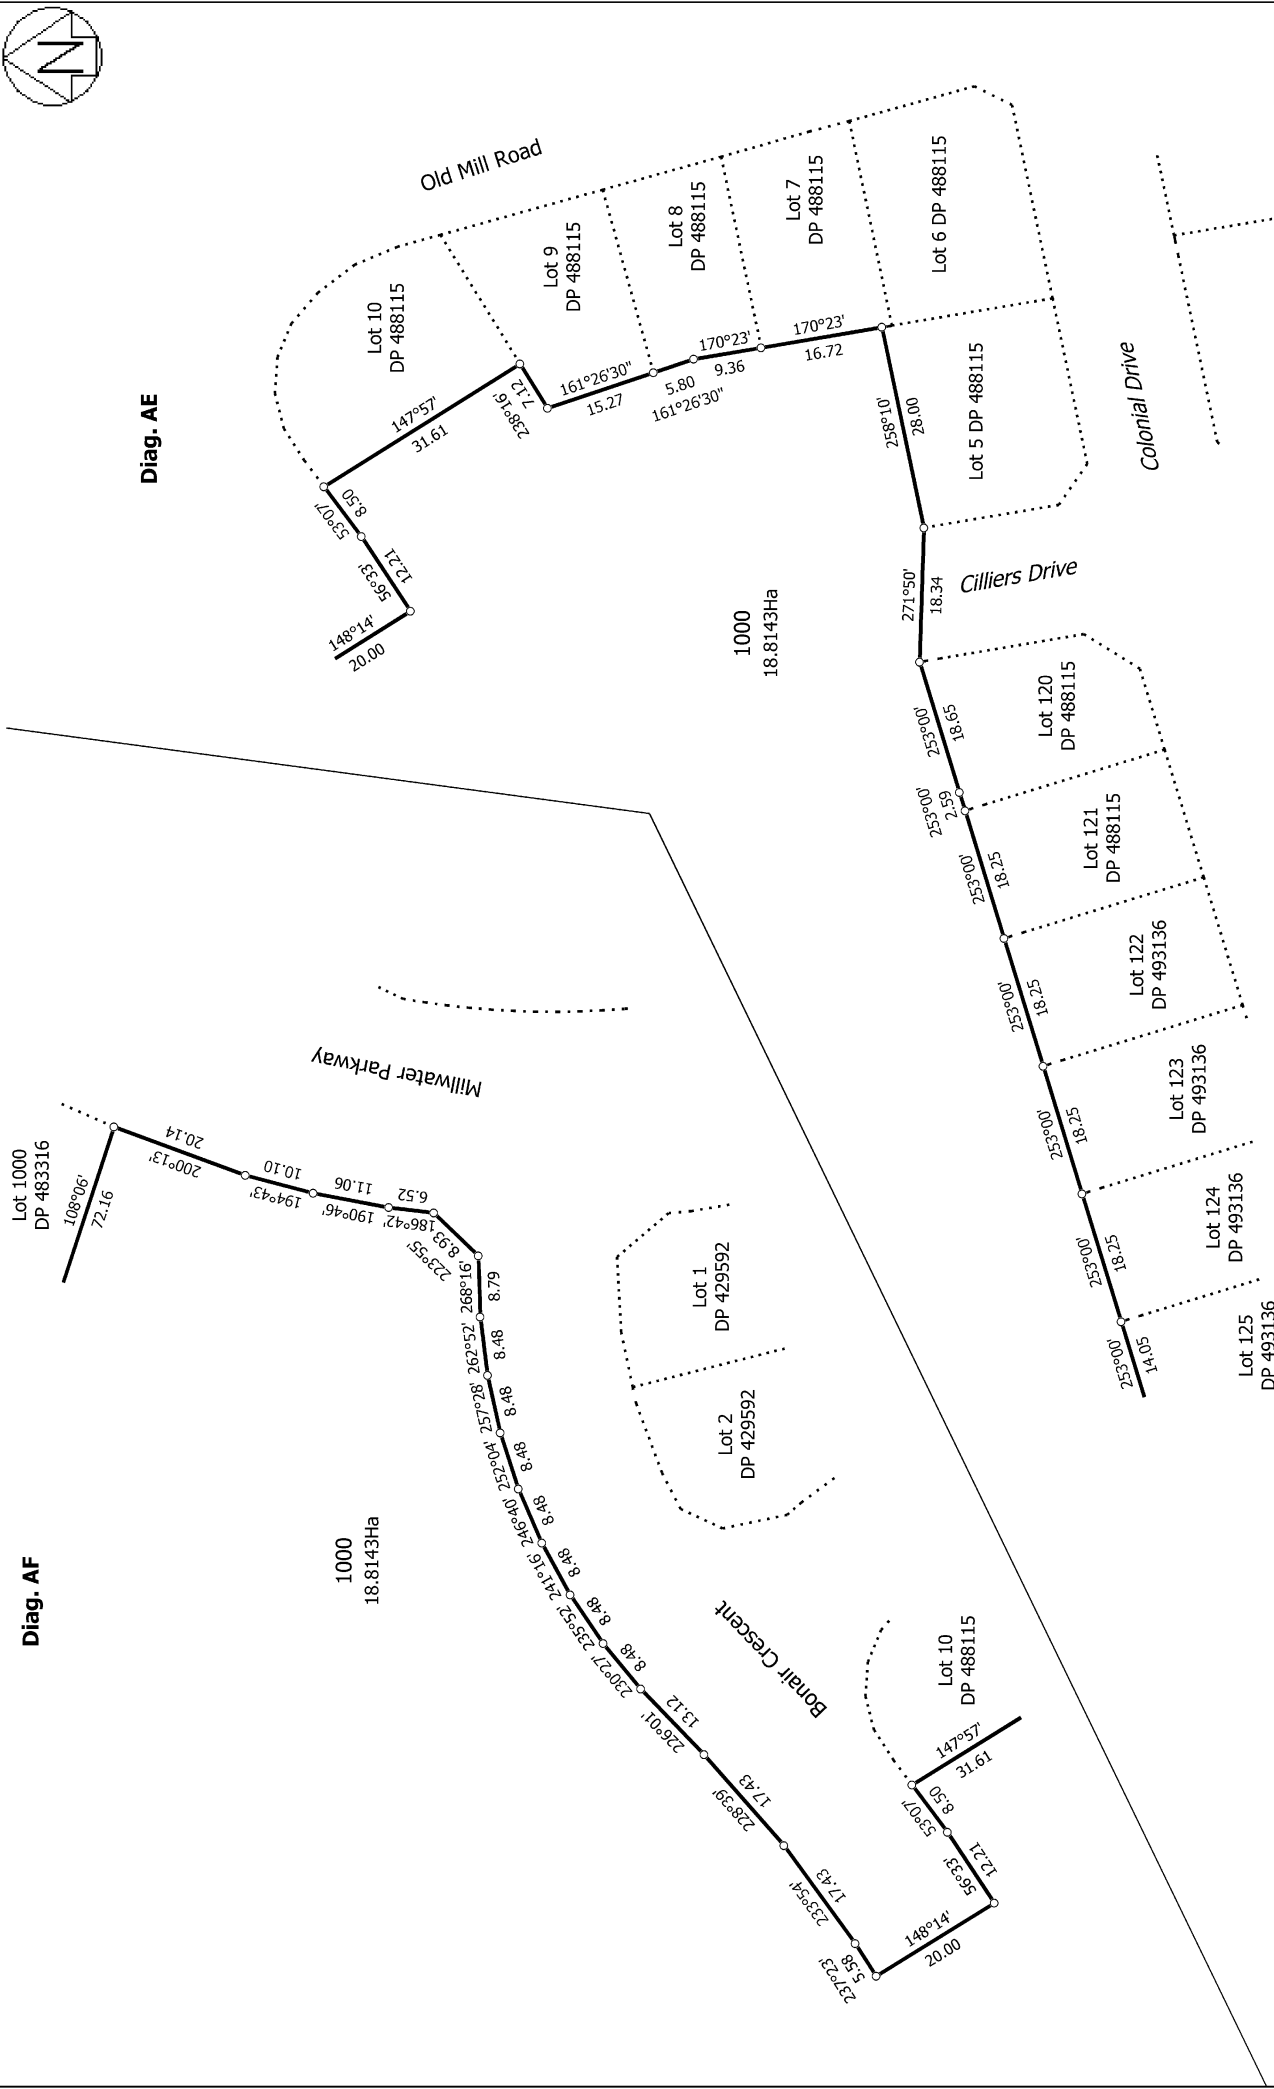 N
Diag. AE
Old Mill Road
Lot 10
DP 488115
Lot 9
DP 488115
Lot 8
DP 488115
Lot 7
DP 488115
Lot 6 DP 488115
Lot 5 DP 488115
Colonial Drive
Cilliers Drive
148°14'
20.00
56°33'
12.21
53°07'
8.50
147°57'
31.61
238°16'
7.12
161°26'30"
15.27
5.80
161°26'30"
170°23'
9.36
170°23'
16.72
258°10'
28.00
271°50'
18.34
1000
18.8143Ha
253°00'
18.65
253°00'
2.59
253°00'
18.25
253°00'
18.25
253°00'
18.25
253°00'
18.25
253°00'
14.05
Lot 120
DP 488115
Lot 121
DP 488115
Lot 122
DP 493136
Lot 123
DP 493136
Lot 124
DP 493136
Lot 125
DP 493136
Diag. AF
Lot 1000
DP 483316
108°06'
72.16
200°13'
20.14
194°43'
10.10
190°46'
11.06
186°42'
6.52
223°55'
8.93
268°16'
8.79
262°52'
8.48
257°28'
8.48
252°04'
8.48
246°40'
8.48
241°16'
8.48
235°52'
8.48
230°27'
8.48
226°01'
13.12
228°39'
17.43
233°54'
17.43
237°23'
5.58
148°14'
20.00
56°33'
12.21
53°07'
8.50
147°57'
31.61
Millwater Parkway
1000
18.8143Ha
Lot 1
DP 429592
Lot 2
DP 429592
Bonair Crescent
Lot 10
DP 488115